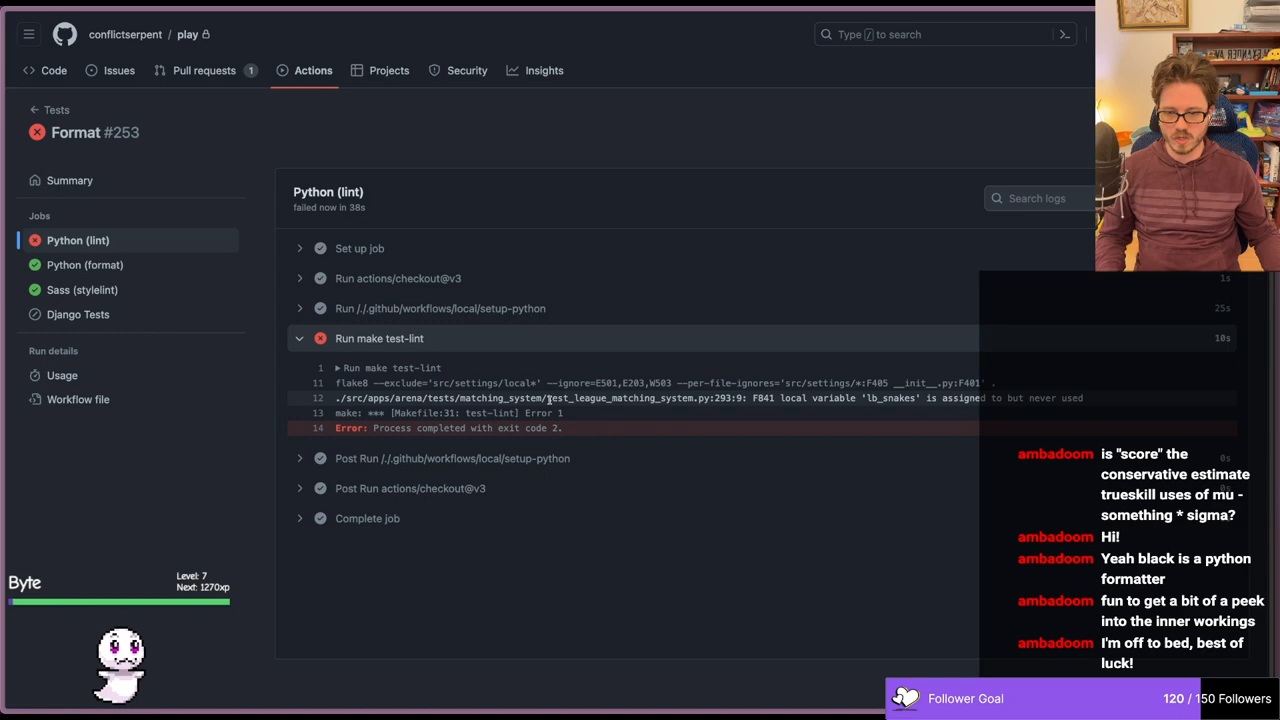 conflictserpent / play
Type / to search
Code
Issues
Pull requests 1
Actions
Projects
Security
Insights
Tests
Format #253
Summary
Jobs
Python (lint)
Python (format)
Sass (stylelint)
Django Tests
Run details
Usage
Workflow file
Python (lint)
failed now in 38s
Search logs
Set up job
Run actions/checkout@v3
1s
Run /./.github/workflows/local/setup-python
25s
Run make test-lint
10s
1 Run make test-lint
11 flake8 --exclude='src/settings/local*' --ignore=E501,E203,W503 --per-file-ignores='src/settings/*:F405 __init__.py:F401' .
12 ./src/apps/arena/tests/matching_system/test_league_matching_system.py:293:9: F841 local variable 'lb_snakes' is assigned to but never used
13 make: *** [Makefile:31: test-lint] Error 1
14 Error: Process completed with exit code 2.
Post Run /./.github/workflows/local/setup-python
0s
Post Run actions/checkout@v3
0s
Complete job
ambadoom is "score" the
conservative estimate
trueskill uses of mu -
something * sigma?
ambadoom Hi!
ambadoom Yeah black is a python
formatter
ambadoom fun to get a bit of a peek
into the inner workings
ambadoom I'm off to bed, best of
luck!
Byte
Level: 7
Next: 1270xp
Follower Goal
120 / 150 Followers